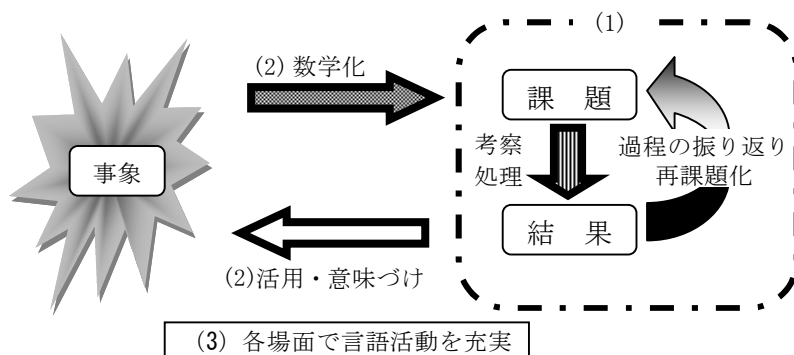 (1)
(2) 数学化
課　題
事象
考察
処理
過程の振り返り
再課題化
結　果
(2)活用・意味づけ
(3) 各場面で言語活動を充実